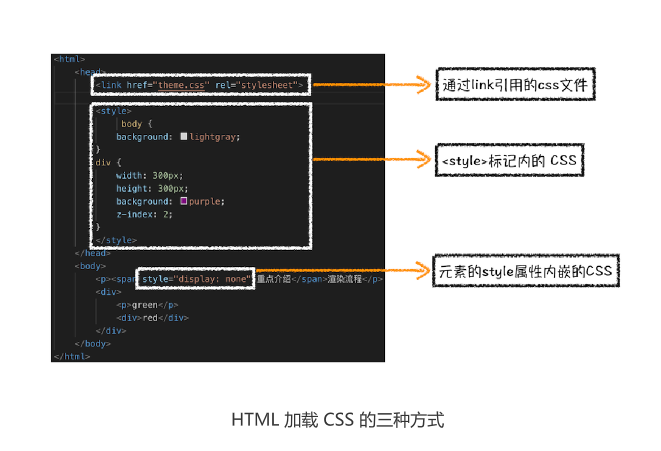 <html>
<head>
<link href="theme.css" rel="stylesheet">
通过link引用的css文件
<style>
body {
background: lightgray;
}
div {
width: 300px;
height: 300px;
background: purple;
z-index: 2;
}
</style>
<style>标记内的 CSS
</head>
<body>
<p><span style="display: none">重点介绍</span>渲染流程</p>
元素的style属性内嵌的CSS
<div>
<p>green</p>
<div>red</div>
</div>
</body>
</html>
HTML 加载 CSS 的三种方式